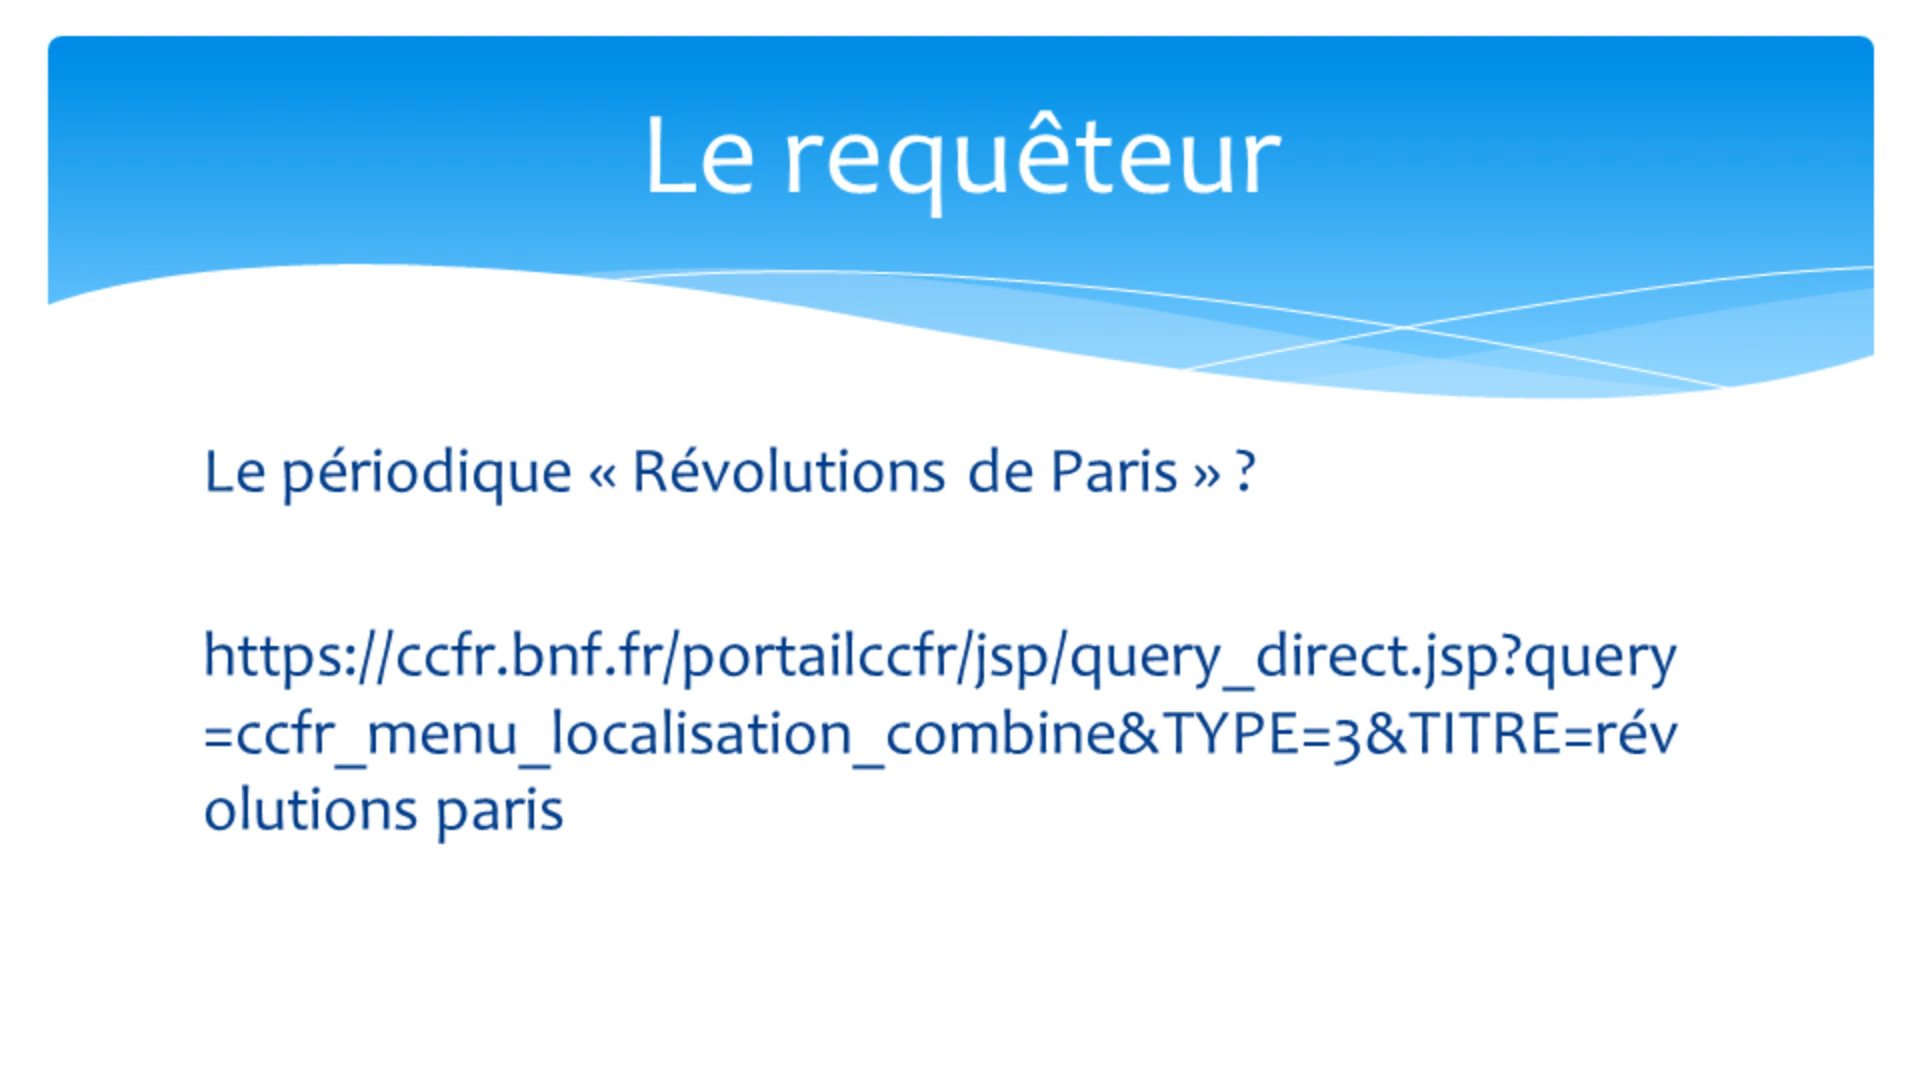 Le requêteur
Le périodique « Révolutions de Paris » ?
https://ccfr.bnf.fr/portailccfr/jsp/query_direct.jsp?query
=ccfr_menu_localisation_combine&TYPE=3&TITRE=rév
olutions paris